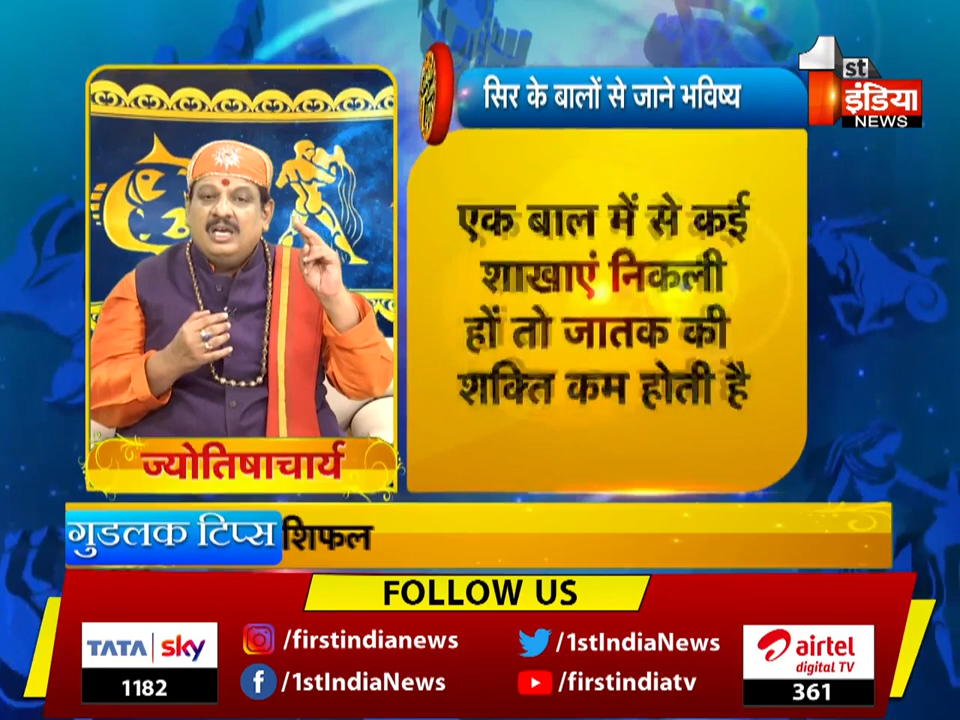 सिर के बालों से जाने भविष्य
1st
इंडिया
NEWS
एक बाल में से कई
शाखाएं निकली
हों तो जातक की
शक्ति कम होती है
ज्योतिषाचार्य
गुडलक टिप्स शिफल
FOLLOW US
TATA sky
1182
/firstindianews
/1stIndiaNews
/1stIndiaNews
/firstindiatv
airtel
digital TV
361